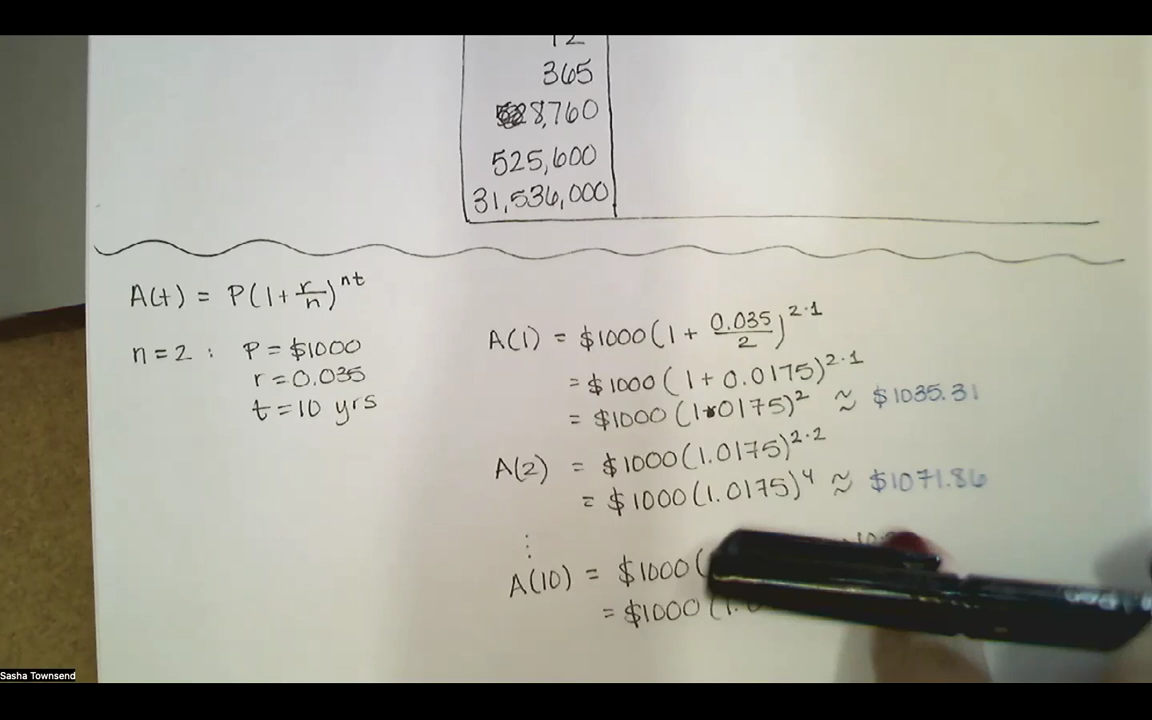 12
365
8,760
525,600
31,536,000
A(t) = P(1 + r/n)^nt
n = 2 : P = $1000
r = 0.035
t = 10 yrs
A(1) = $1000(1 + 0.035/2)^2·1
= $1000(1 + 0.0175)^2·1
= $1000(1.0175)^2 ≈ $1035.31
A(2) = $1000(1.0175)^2·2
= $1000(1.0175)^4 ≈ $1071.86
⋮
A(10) = $1000(
= $1000(1.0
Sasha Townsend